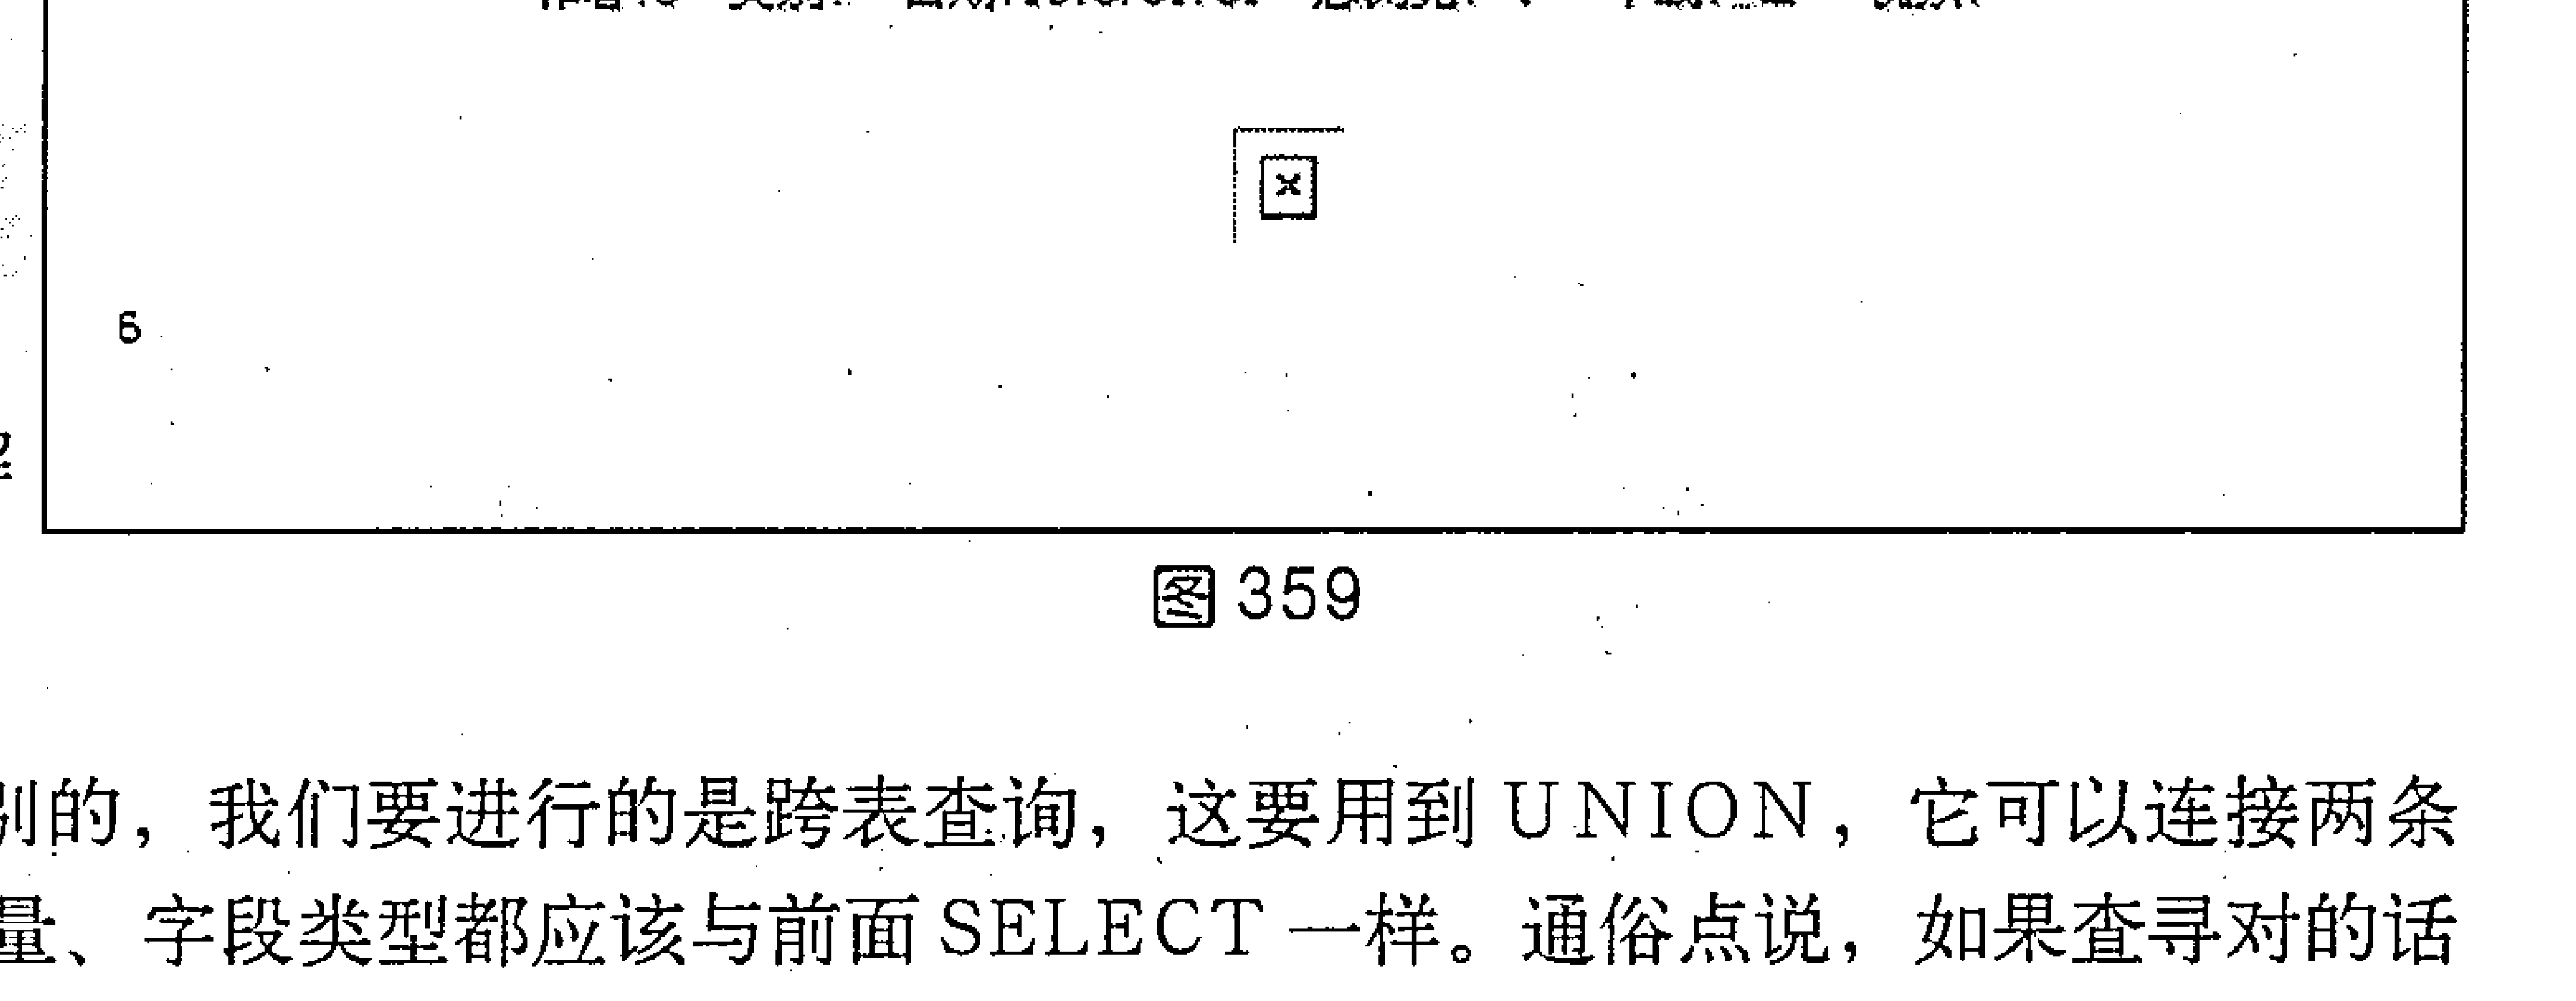 6
图 359
的，我们要进行的是跨表查询，这要用到 UNION，它可以连接两条
量、字段类型都应该与前面 SELECT 一样。通俗点说，如果查寻对的话